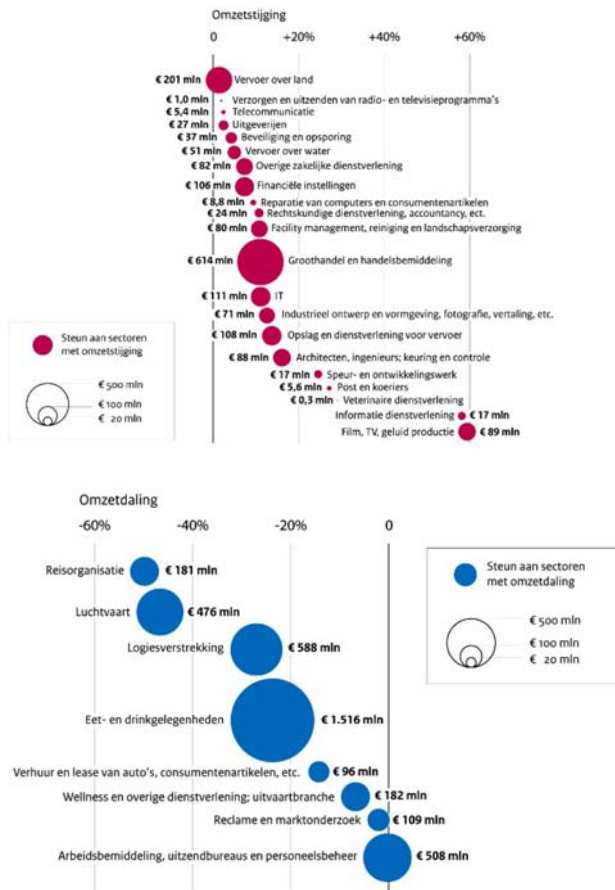 Omzetstijging
0 +20% +40% +60%
€ 201 mln Vervoer over land
€ 1,0 mln Verzorgen en uitzenden van radio- en televisieprogramma's
€ 5,4 mln Telecommunicatie
€ 27 mln Uitgeverijen
€ 37 mln Beveiliging en opsporing
€ 51 mln Vervoer over water
€ 82 mln Overige zakelijke dienstverlening
€ 106 mln Financiële instellingen
€ 8,8 mln Reparatie van computers en consumentenartikelen
€ 24 mln Rechtskundige dienstverlening, accountancy, ect.
€ 80 mln Facility management, reiniging en landschapsverzorging
€ 614 mln Groothandel en handelsbemiddeling
€ 111 mln IT
€ 71 mln Industrieel ontwerp en vormgeving, fotografie, vertaling, etc.
€ 108 mln Opslag en dienstverlening voor vervoer
€ 88 mln Architecten, ingenieurs; keuring en controle
€ 17 mln Speur- en ontwikkelingswerk
€ 5,6 mln Post en koeriers
€ 0,3 mln Veterinaire dienstverlening
Informatie dienstverlening € 17 mln
Film, TV, geluid productie € 89 mln
Steun aan sectoren
met omzetstijging
€ 500 mln
€ 100 mln
€ 20 mln
Omzetdaling
-60% -40% -20% 0
Reisorganisatie € 181 mln
Luchtvaart € 476 mln
Logiesverstrekking € 588 mln
Eet- en drinkgelegenheden € 1.516 mln
Verhuur en lease van auto's, consumentenartikelen, etc. € 96 mln
Wellness en overige dienstverlening; uitvaartbranche € 182 mln
Reclame en marktonderzoek € 109 mln
Arbeidsbemiddeling, uitzendbureaus en personeelsbeheer € 508 mln
Steun aan sectoren
met omzetdaling
€ 500 mln
€ 100 mln
€ 20 mln